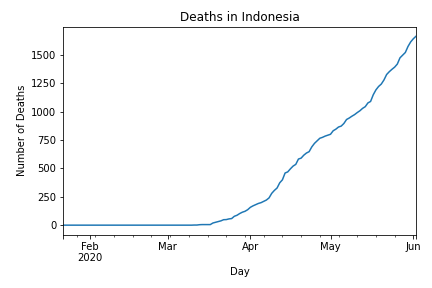 Deaths in Indonesia
Number of Deaths
1500
1250
1000
750
500
250
0
Feb
2020
Mar
Apr
May
Jun
Day